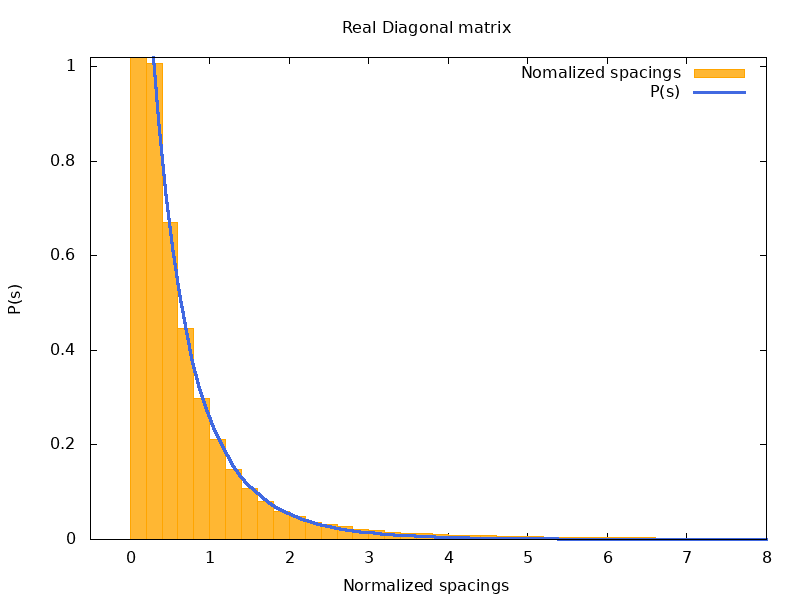 Real Diagonal matrix
Nomalized spacings
P(s)
1
0.8
0.6
0.4
0.2
0
P(s)
0 1 2 3 4 5 6 7 8
Normalized spacings